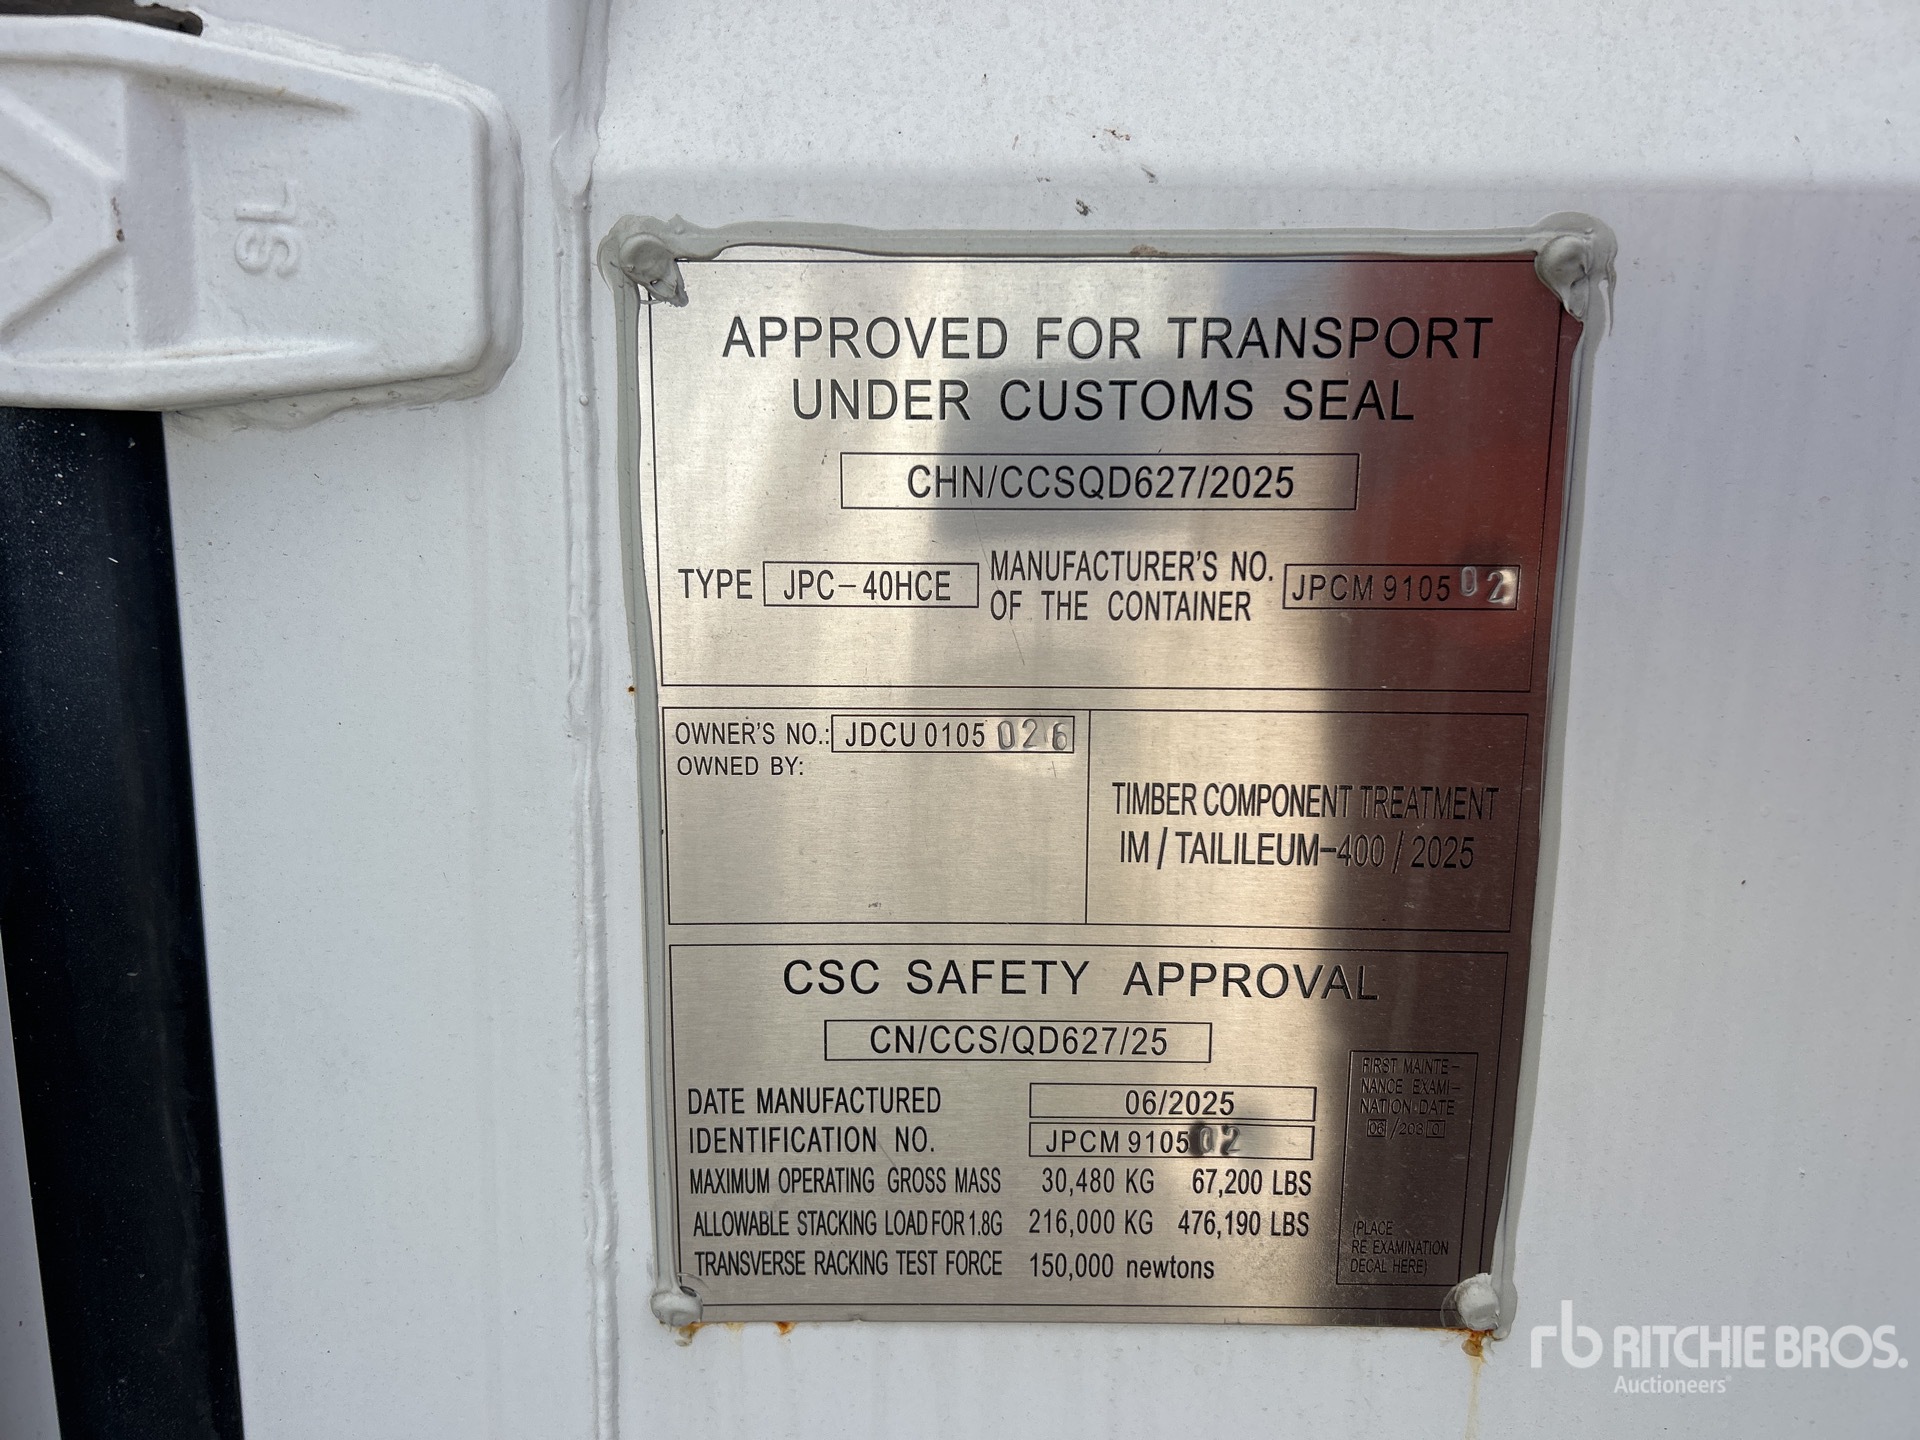 SL
APPROVED FOR TRANSPORT
UNDER CUSTOMS SEAL
CHN/CCSQD627/2025
TYPE JPC-40HCE MANUFACTURER'S NO. OF THE CONTAINER JPCM 910502
OWNER'S NO.: JDCU 0105026
OWNED BY:
TIMBER COMPONENT TREATMENT
IM / TAILILEUM-400 / 2025
CSC SAFETY APPROVAL
CN/CCS/QD627/25
DATE MANUFACTURED 06/2025
IDENTIFICATION NO. JPCM 910502
MAXIMUM OPERATING GROSS MASS 30,480 KG 67,200 LBS
ALLOWABLE STACKING LOAD FOR 1.8G 216,000 KG 476,190 LBS
TRANSVERSE RACKING TEST FORCE 150,000 newtons
FIRST MAINTE-
NANCE EXAMI-
NATION DATE
06/2030
(PLACE
RE EXAMINATION
DECAL HERE)
rb RITCHIE BROS.
Auctioneers